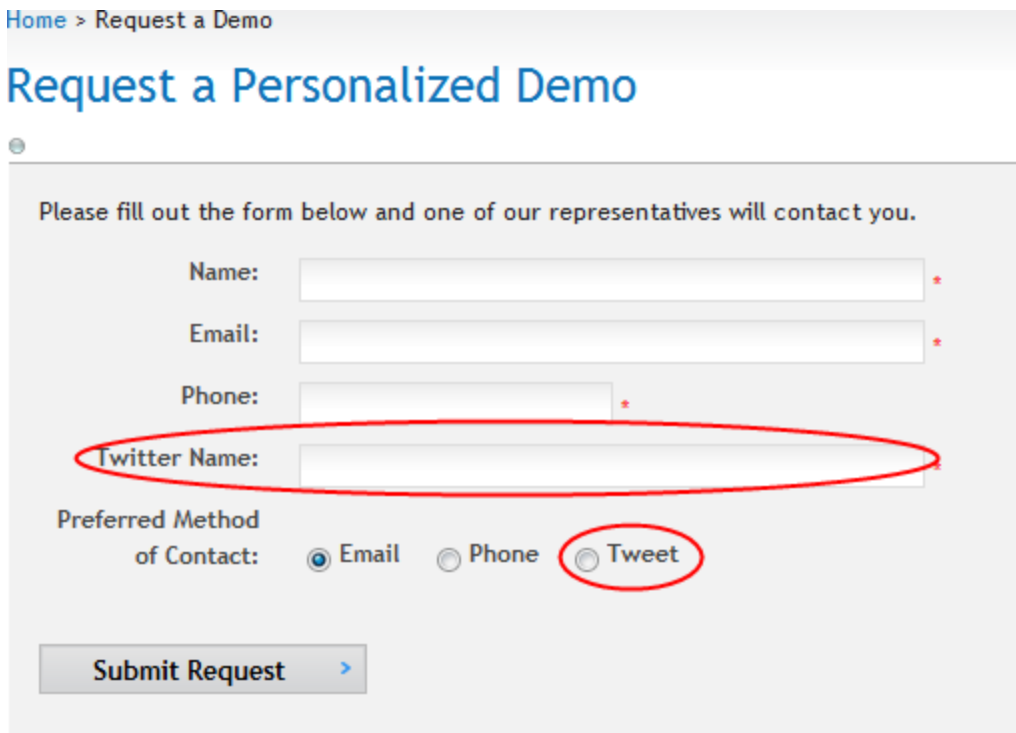 Home > Request a Demo
Request a Personalized Demo
Please fill out the form below and one of our representatives will contact you.
Name: *
Email: *
Phone: *
Twitter Name: *
Preferred Method
of Contact: Email Phone Tweet
Submit Request >